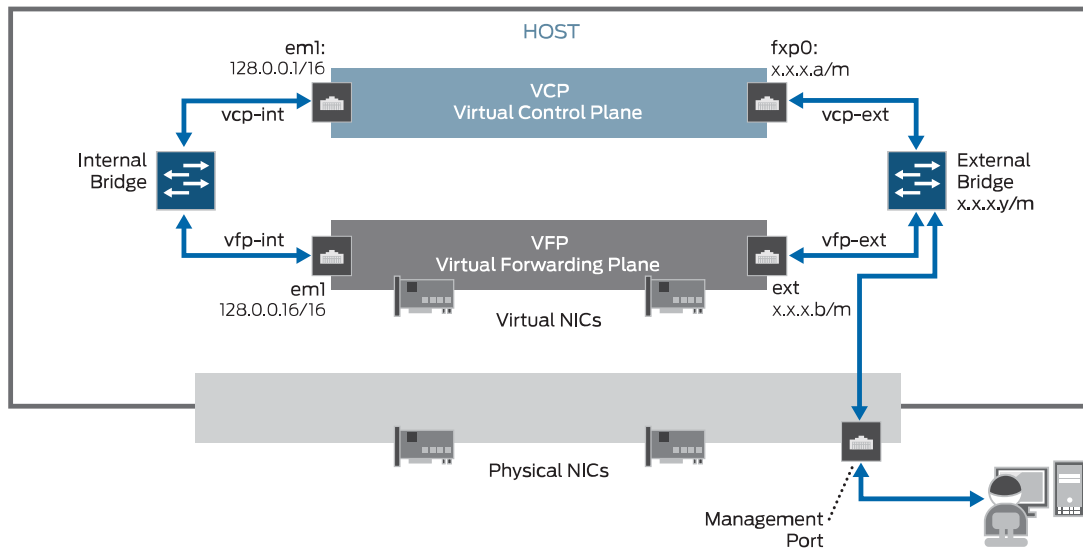 HOST
em1:
128.0.0.1/16
fxp0:
x.x.x.a/m
VCP
Virtual Control Plane
vcp-int
vcp-ext
Internal
Bridge
External
Bridge
x.x.x.y/m
vfp-int
VFP
Virtual Forwarding Plane
vfp-ext
em1
128.0.0.16/16
ext
x.x.x.b/m
Virtual NICs
Physical NICs
Management
Port